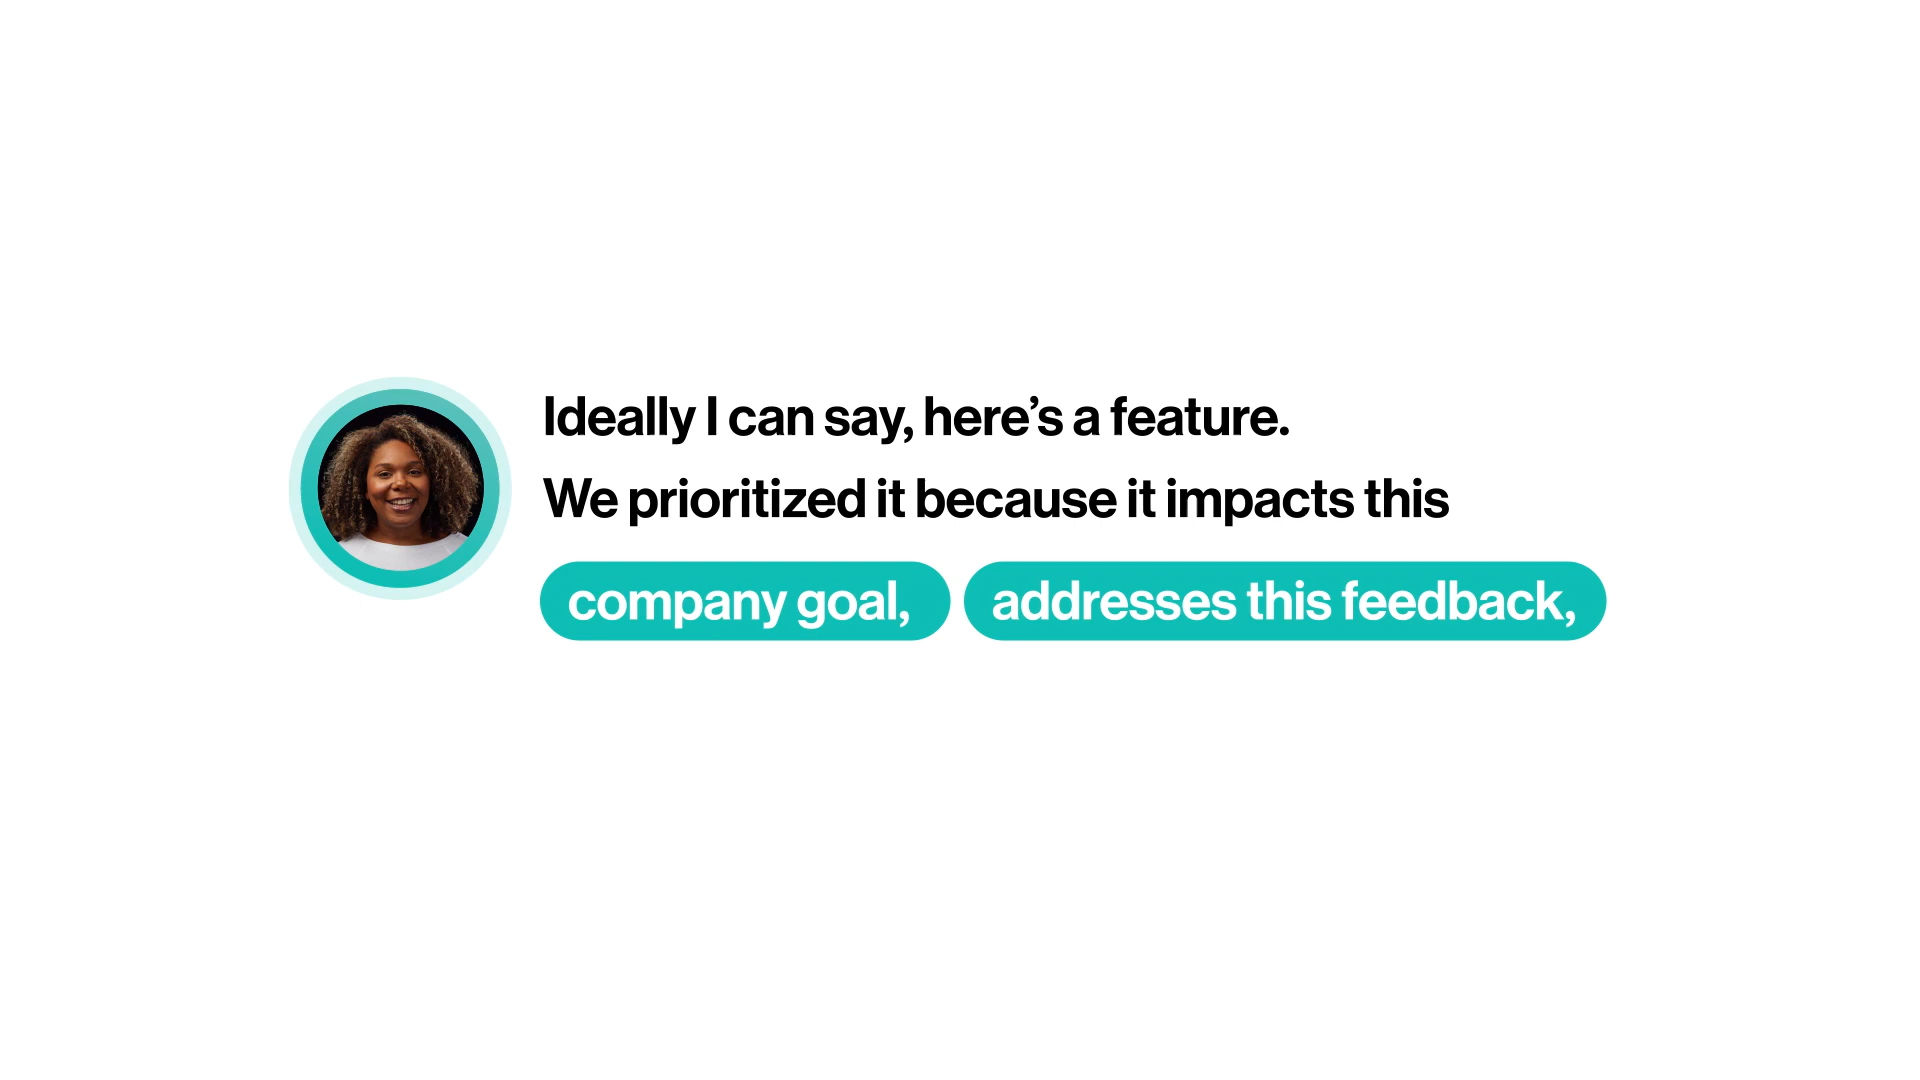 Ideally I can say, here’s a feature.
We prioritized it because it impacts this
company goal, addresses this feedback,